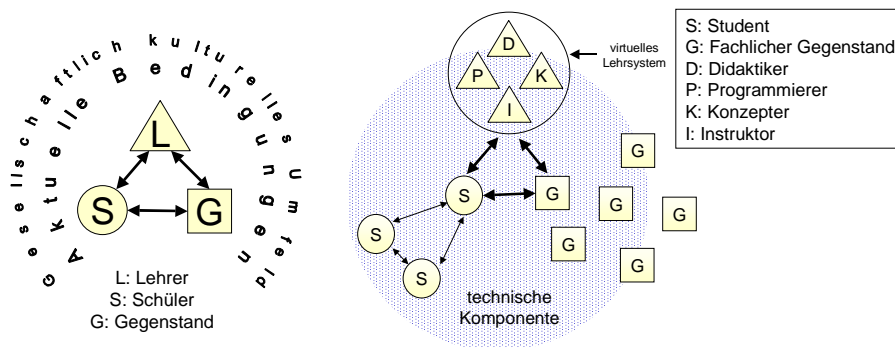 Gesellschaftlich kulturelles Umfeld
Aktuelle Bedingungen
L
S
G
L: Lehrer
S: Schüler
G: Gegenstand
D
P
K
I
virtuelles
Lehrsystem
S
G
S
S
G
G
G
G
G
technische
Komponente
S: Student
G: Fachlicher Gegenstand
D: Didaktiker
P: Programmierer
K: Konzepter
I: Instruktor